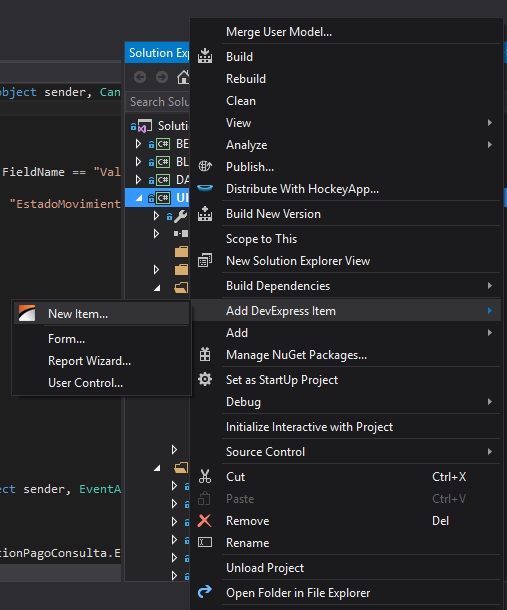 Merge User Model...
Solution Exp
Build
Rebuild
object sender, Can
Search Solu
Clean
Solutio
View
C# BE
Analyze
FieldName == "Val
C# BL
Publish...
C# DA
Distribute With HockeyApp...
"EstadoMovimient
C# UI
Build New Version
Scope to This
New Solution Explorer View
Build Dependencies
New Item...
Add DevExpress Item
Form...
Add
Report Wizard...
Manage NuGet Packages...
User Control...
Set as StartUp Project
Debug
Initialize Interactive with Project
Source Control
Cut Ctrl+X
ect sender, EventA
Paste Ctrl+V
Remove Del
Rename
tionPagoConsulta.E
Unload Project
Open Folder in File Explorer